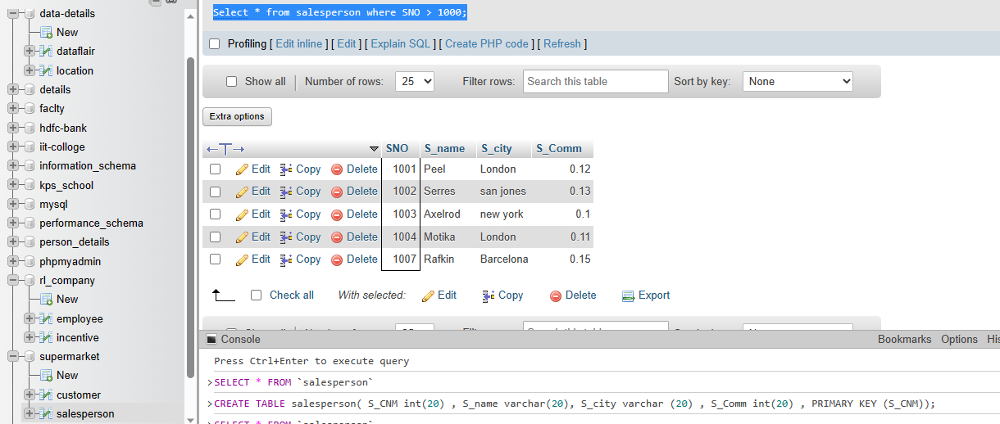 data-details
New
dataflair
location
details
faclty
hdfc-bank
iit-colloge
information_schema
kps_school
mysql
performance_schema
person_details
phpmyadmin
rl_company
New
employee
incentive
supermarket
New
customer
salesperson
Select * from salesperson where SNO > 1000;
Profiling [ Edit inline ] [ Edit ] [ Explain SQL ] [ Create PHP code ] [ Refresh ]
Show all | Number of rows: 25 Filter rows: Search this table Sort by key: None
Extra options
SNO S_name S_city S_Comm
Edit Copy Delete 1001 Peel London 0.12
Edit Copy Delete 1002 Serres san jones 0.13
Edit Copy Delete 1003 Axelrod new york 0.1
Edit Copy Delete 1004 Motika London 0.11
Edit Copy Delete 1007 Rafkin Barcelona 0.15
Check all With selected: Edit Copy Delete Export
Console Bookmarks Options His
Press Ctrl+Enter to execute query
>SELECT * FROM `salesperson`
>CREATE TABLE salesperson( S_CNM int(20) , S_name varchar(20), S_city varchar (20) , S_Comm int(20) , PRIMARY KEY (S_CNM));
>SELECT * FROM `salesperson`